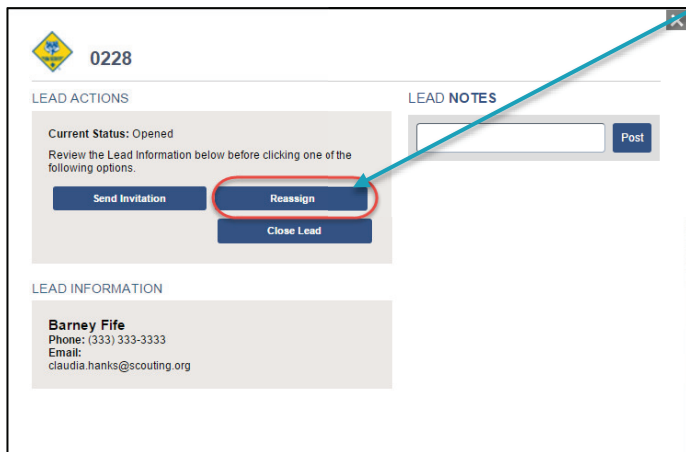 0228
LEAD ACTIONS
Current Status: Opened
Review the Lead Information below before clicking one of the
following options.
Send Invitation
Reassign
Close Lead
LEAD NOTES
Post
LEAD INFORMATION
Barney Fife
Phone: (333) 333-3333
Email:
claudia.hanks@scouting.org